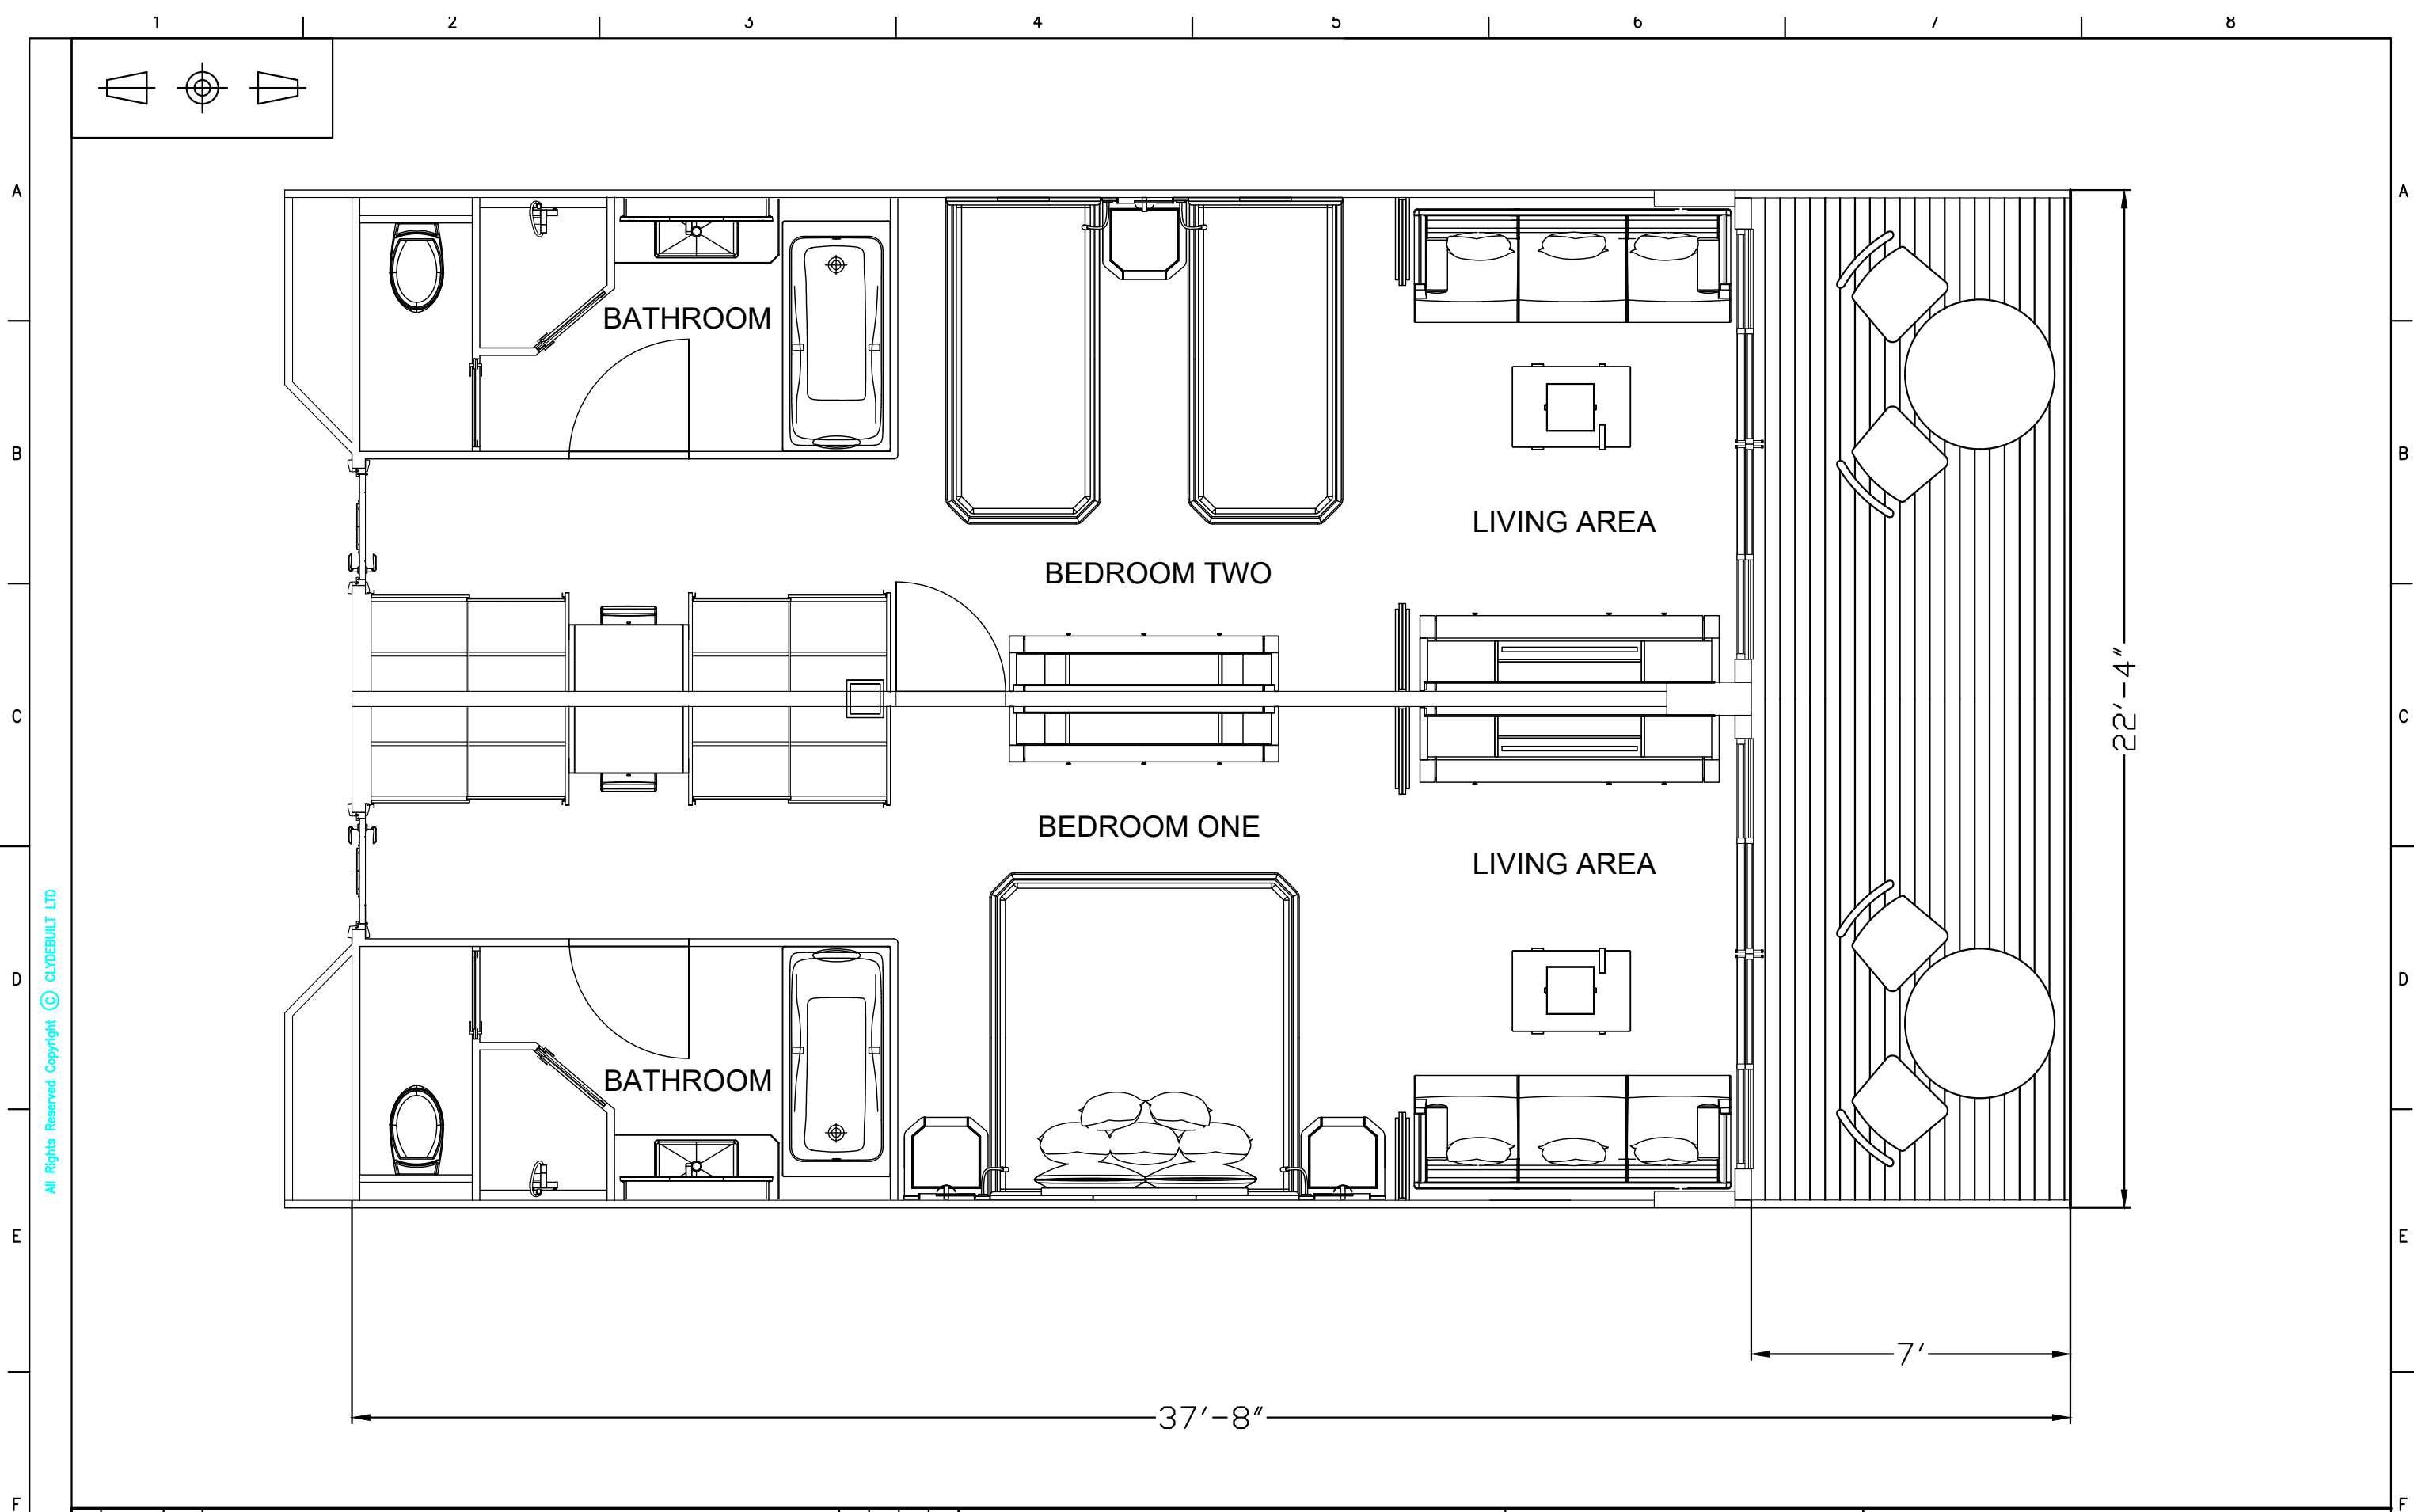 1 2 3 4 5 6 7 8
A A
BATHROOM
B B
LIVING AREA
BEDROOM TWO
22'-4"
C C
BEDROOM ONE
LIVING AREA
All Rights Reserved Copyright © CLYDEBUILT LTD
D D
BATHROOM
E E
7'
37'-8"
F F